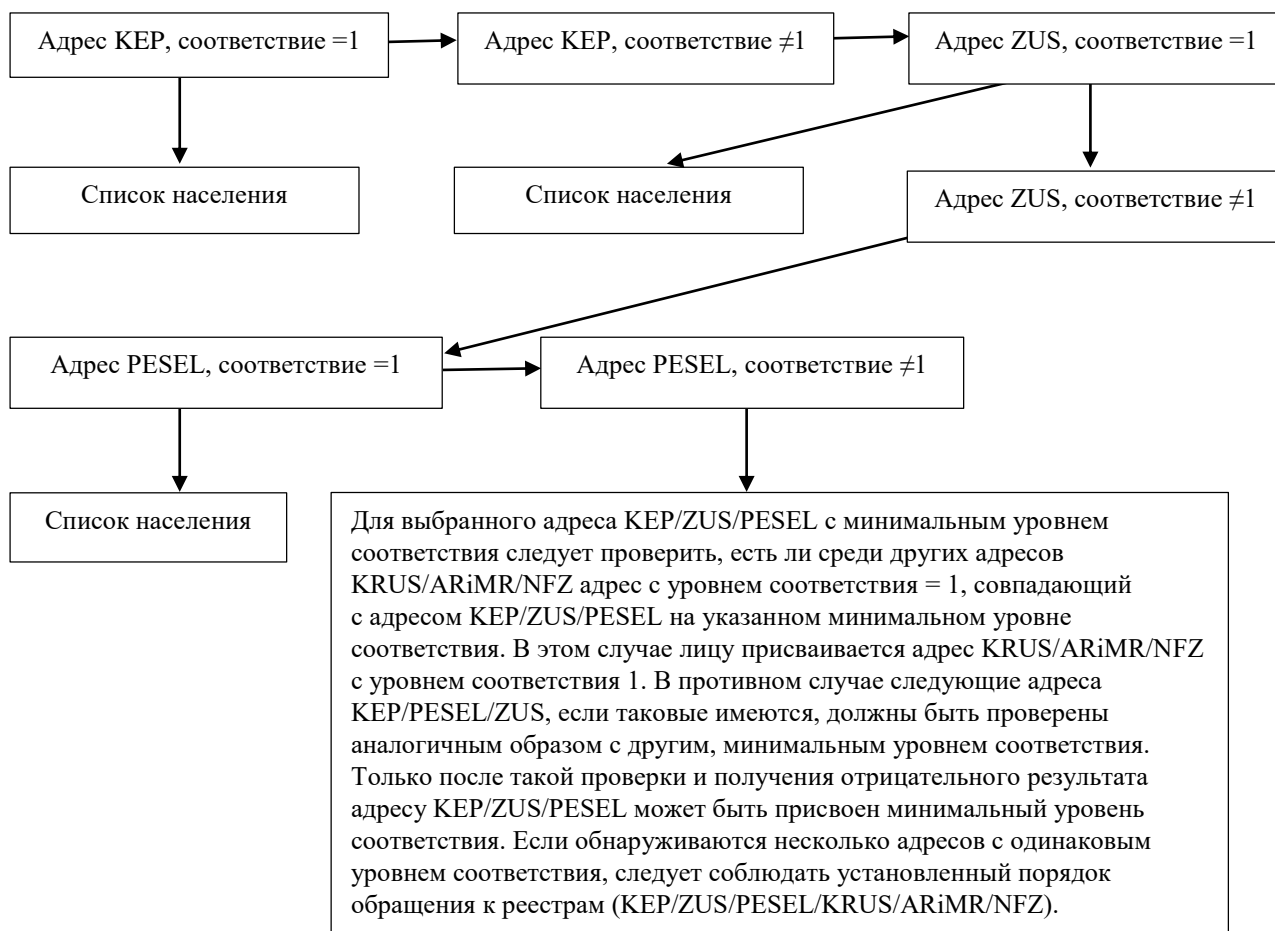 Адрес KEP, соответствие =1
Адрес KEP, соответствие ≠1
Адрес ZUS, соответствие =1
Список населения
Список населения
Адрес ZUS, соответствие ≠1
Адрес PESEL, соответствие =1
Адрес PESEL, соответствие ≠1
Список населения
Для выбранного адреса KEP/ZUS/PESEL с минимальным уровнем
соответствия следует проверить, есть ли среди других адресов
KRUS/ARiMR/NFZ адрес с уровнем соответствия = 1, совпадающий
с адресом KEP/ZUS/PESEL на указанном минимальном уровне
соответствия. В этом случае лицу присваивается адрес KRUS/ARiMR/NFZ
с уровнем соответствия 1. В противном случае следующие адреса
KEP/PESEL/ZUS, если таковые имеются, должны быть проверены
аналогичным образом с другим, минимальным уровнем соответствия.
Только после такой проверки и получения отрицательного результата
адресу KEP/ZUS/PESEL может быть присвоен минимальный уровень
соответствия. Если обнаруживаются несколько адресов с одинаковым
уровнем соответствия, следует соблюдать установленный порядок
обращения к реестрам (KEP/ZUS/PESEL/KRUS/ARiMR/NFZ).